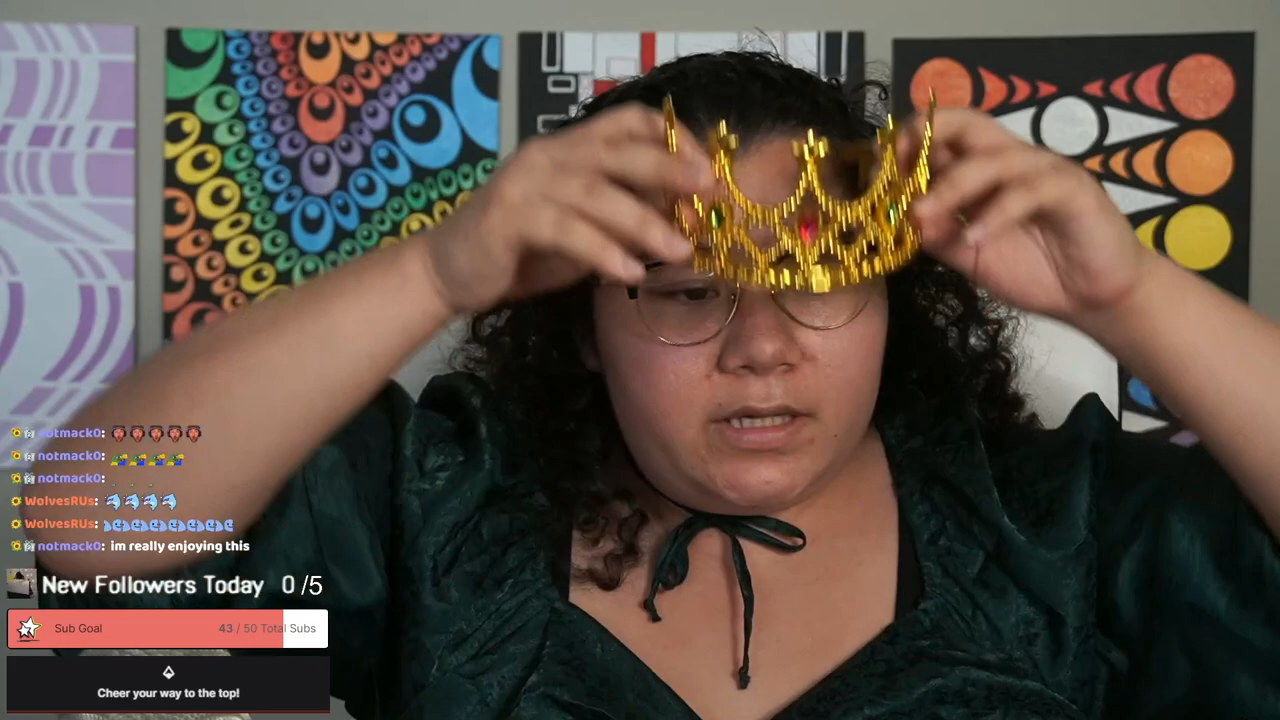 notmack0:
notmack0:
notmack0:
WolvesRUs:
WolvesRUs:
notmack0: im really enjoying this
New Followers Today 0 /5
Sub Goal 43 / 50 Total Subs
Cheer your way to the top!